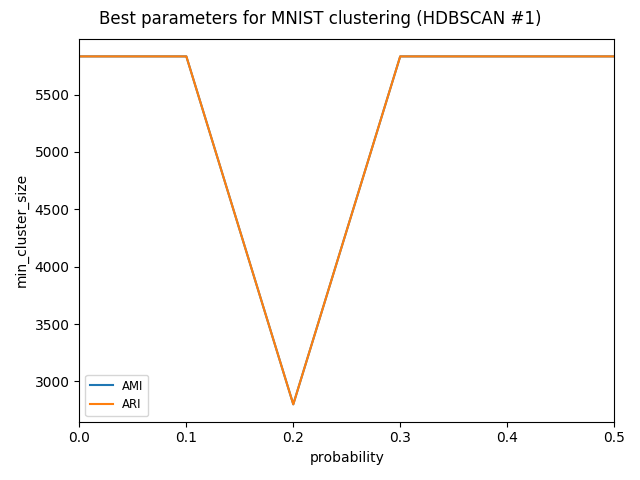 Best parameters for MNIST clustering (HDBSCAN #1)
min_cluster_size
5500
5000
4500
4000
3500
3000
AMI
ARI
0.0 0.1 0.2 0.3 0.4 0.5
probability